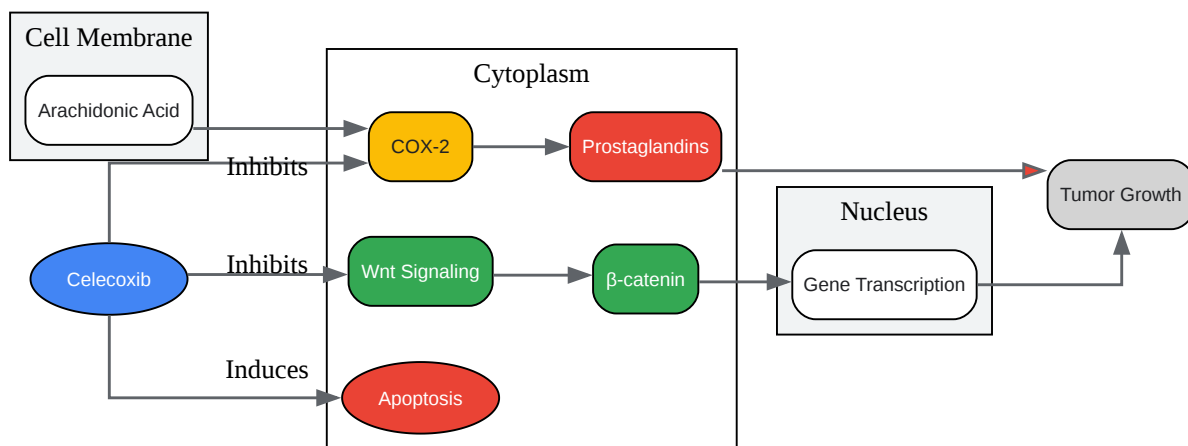 Cell Membrane
Arachidonic Acid
Cytoplasm
COX-2
Prostaglandins
Inhibits
Tumor Growth
Nucleus
Celecoxib
Inhibits
Wnt Signaling
β-catenin
Gene Transcription
Induces
Apoptosis